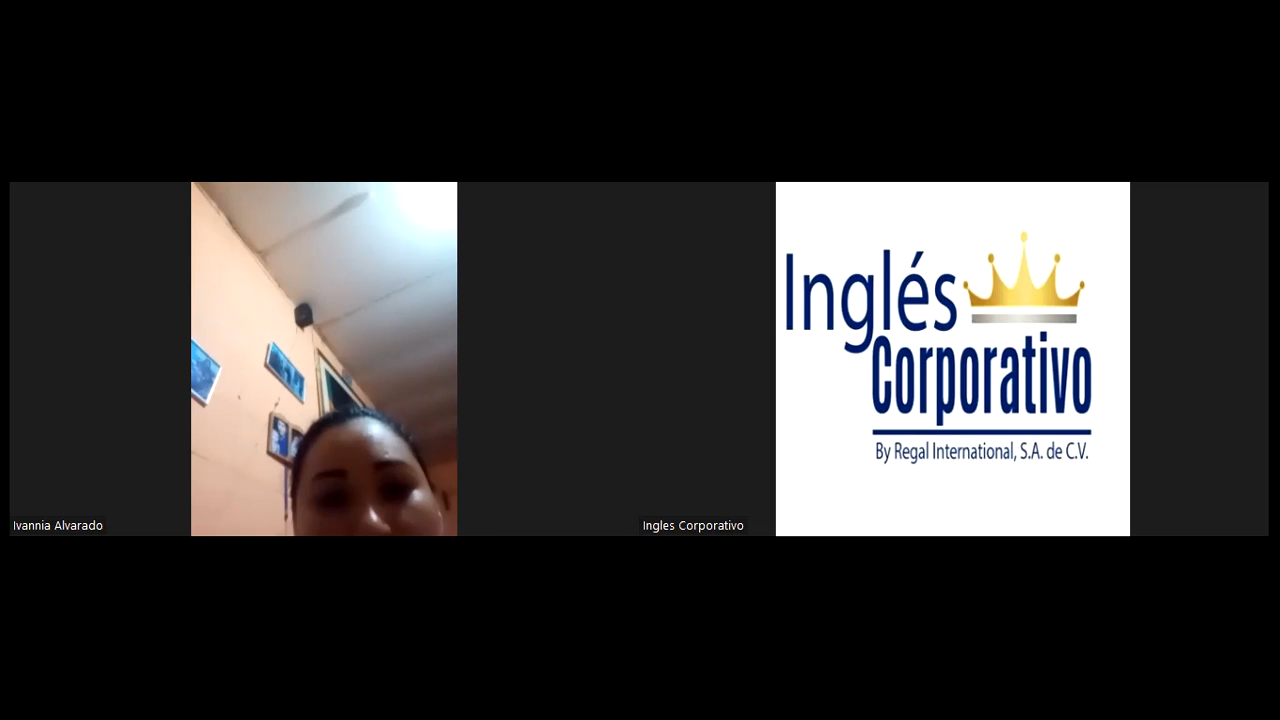 Inglés
Corporativo
By Regal International, S.A. de C.V.
Ivannia Alvarado
Ingles Corporativo